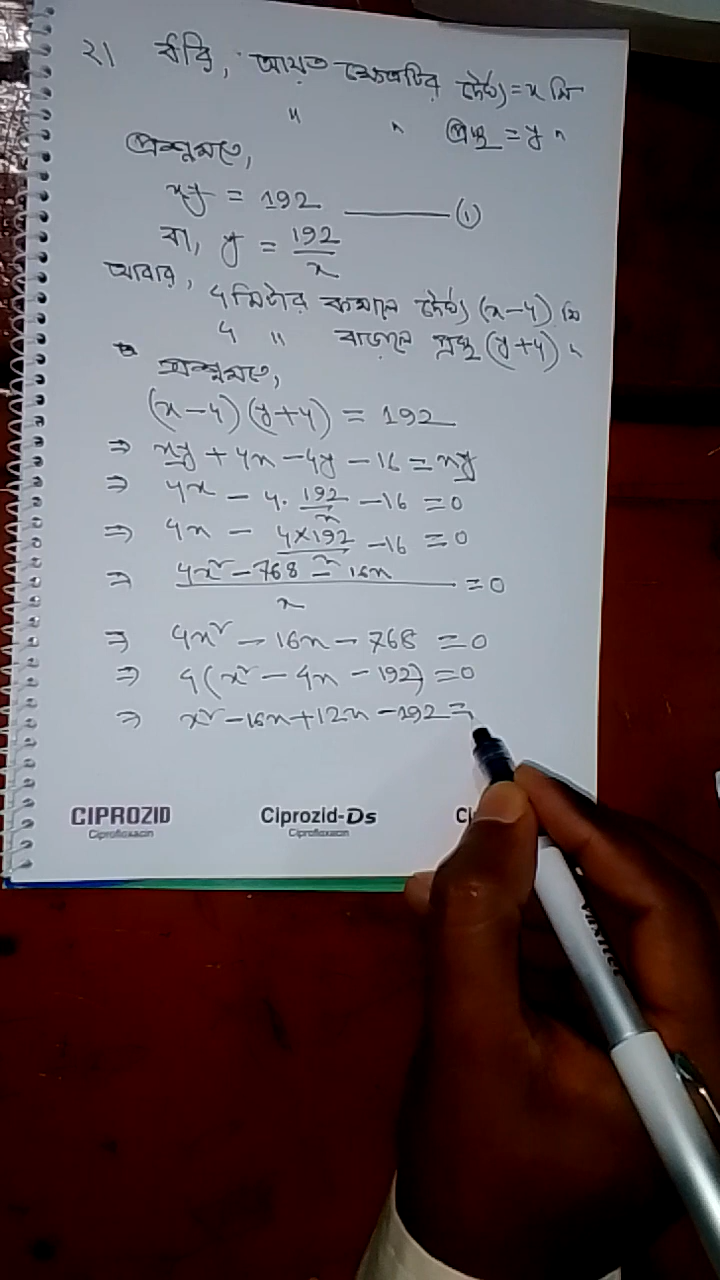 ২। ধরি, আয়ত ক্ষেত্রটির দৈর্ঘ্য = x মি
" " প্রস্থ = y "
প্রশ্নমতে,
xy = 192 ——— (1)
বা, y = 192/x
আবার,
4 মিটার কমালে দৈর্ঘ্য (x-4) মি
4 " বাড়ালে প্রস্থ (y+4) "
প্রশ্নমতে,
(x-4)(y+4) = 192
⇒ xy + 4x - 4y - 16 = xy
⇒ 4x - 4. 192/x - 16 = 0
⇒ 4x - 4×192/x - 16 = 0
⇒ 4x² - 768 - 16x / x = 0
⇒ 4x² - 16x - 768 = 0
⇒ 4(x² - 4x - 192) = 0
⇒ x² - 16x + 12x - 192 =
CIPROZID Ciprozid-Ds Ci
Ciprofloxacin Ciprofloxacin